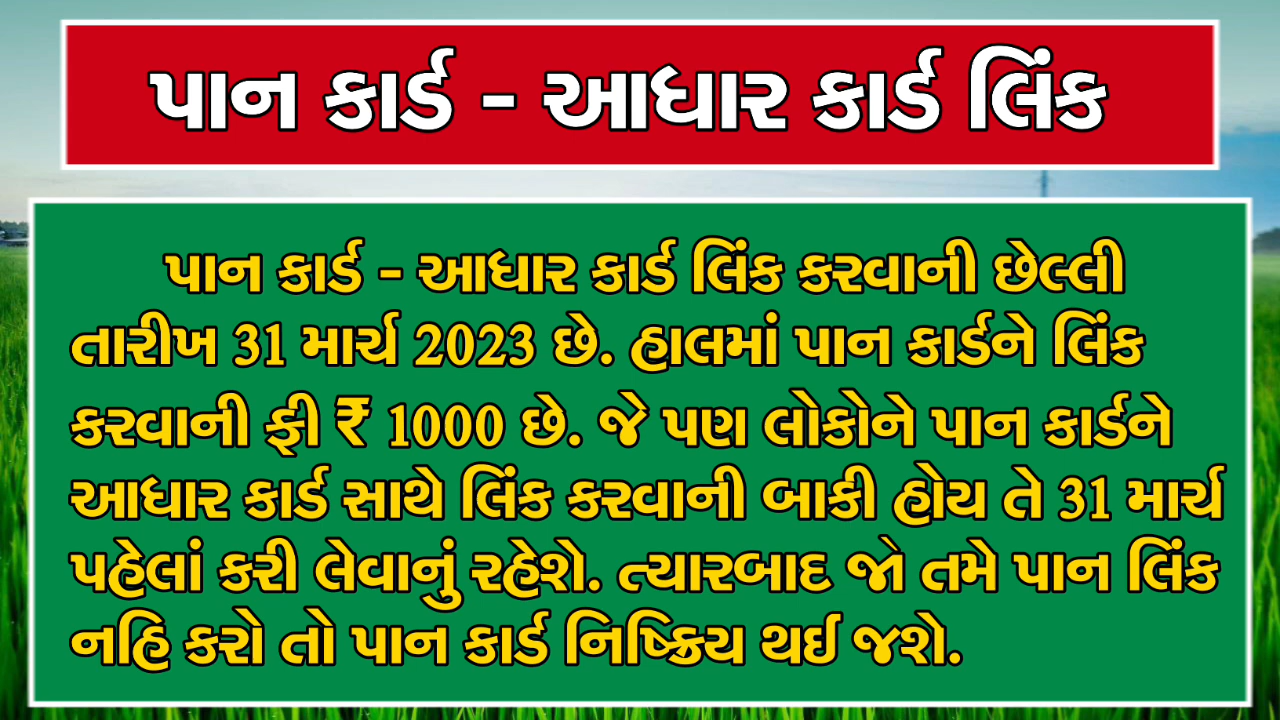 પાન કાર્ડ - આધાર કાર્ડ લિંક
પાન કાર્ડ - આધાર કાર્ડ લિંક કરવાની છેલ્લી
તારીખ 31 માર્ચ 2023 છે. હાલમાં પાન કાર્ડને લિંક
કરવાની ફી ₹ 1000 છે. જે પણ લોકોને પાન કાર્ડને
આધાર કાર્ડ સાથે લિંક કરવાની બાકી હોય તે 31 માર્ચ
પહેલાં કરી લેવાનું રહેશે. ત્યારબાદ જો તમે પાન લિંક
નહિ કરો તો પાન કાર્ડ નિષ્ક્રિય થઈ જશે.